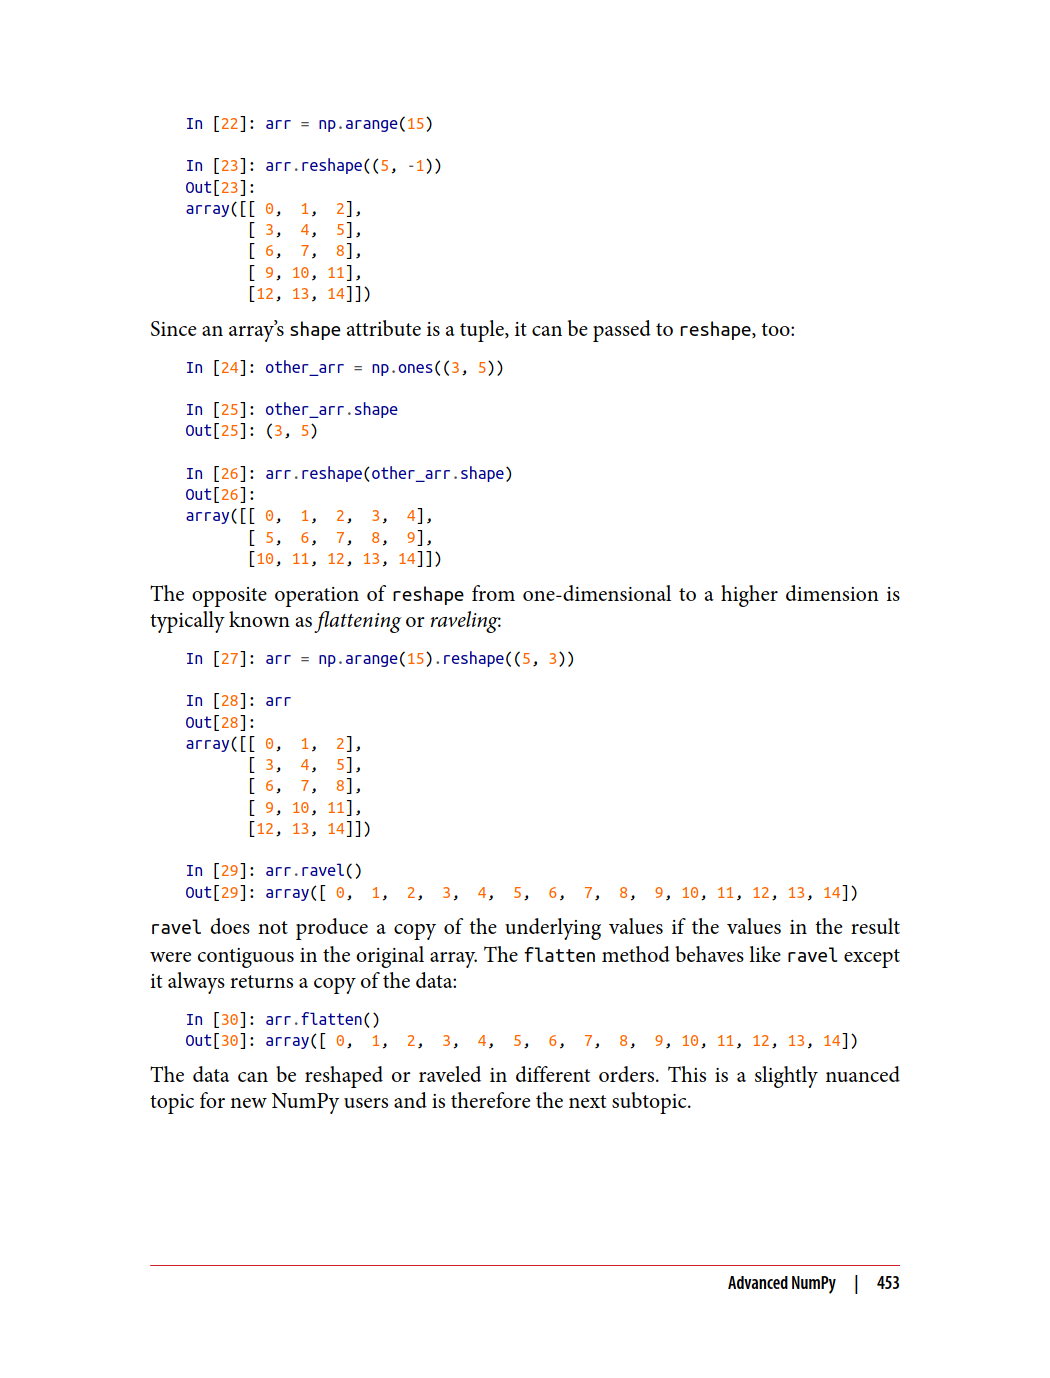 In [22]: arr = np.arange(15)
In [23]: arr.reshape((5, -1))
Out[23]:
array([[ 0,  1,  2],
       [ 3,  4,  5],
       [ 6,  7,  8],
       [ 9, 10, 11],
       [12, 13, 14]])
Since an array’s shape attribute is a tuple, it can be passed to reshape, too:
In [24]: other_arr = np.ones((3, 5))
In [25]: other_arr.shape
Out[25]: (3, 5)
In [26]: arr.reshape(other_arr.shape)
Out[26]:
array([[ 0,  1,  2,  3,  4],
       [ 5,  6,  7,  8,  9],
       [10, 11, 12, 13, 14]])
The opposite operation of reshape from one-dimensional to a higher dimension is
typically known as flattening or raveling:
In [27]: arr = np.arange(15).reshape((5, 3))
In [28]: arr
Out[28]:
array([[ 0,  1,  2],
       [ 3,  4,  5],
       [ 6,  7,  8],
       [ 9, 10, 11],
       [12, 13, 14]])
In [29]: arr.ravel()
Out[29]: array([ 0,  1,  2,  3,  4,  5,  6,  7,  8,  9, 10, 11, 12, 13, 14])
ravel does not produce a copy of the underlying values if the values in the result
were contiguous in the original array. The flatten method behaves like ravel except
it always returns a copy of the data:
In [30]: arr.flatten()
Out[30]: array([ 0,  1,  2,  3,  4,  5,  6,  7,  8,  9, 10, 11, 12, 13, 14])
The data can be reshaped or raveled in different orders. This is a slightly nuanced
topic for new NumPy users and is therefore the next subtopic.
Advanced NumPy | 453